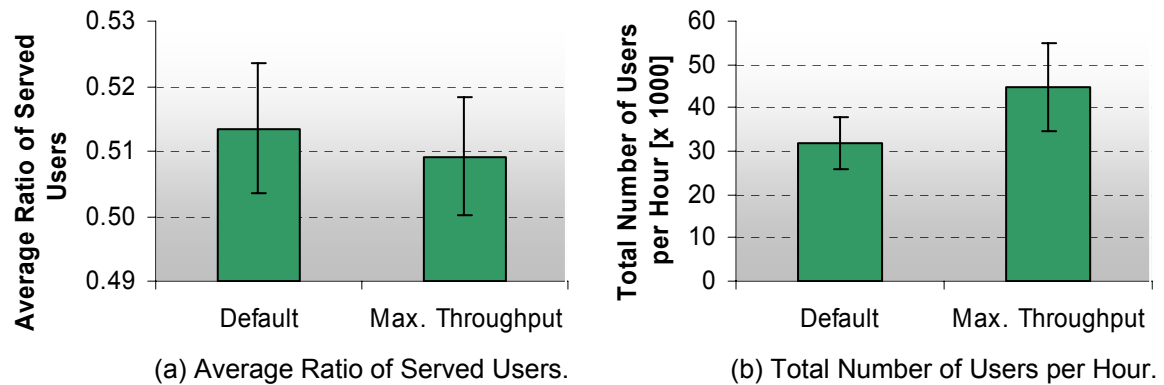 Average Ratio of Served
Users
0.53
0.52
0.51
0.50
0.49
Default
Max. Throughput
(a) Average Ratio of Served Users.
Total Number of Users
per Hour [x 1000]
60
50
40
30
20
10
0
Default
Max. Throughput
(b) Total Number of Users per Hour.